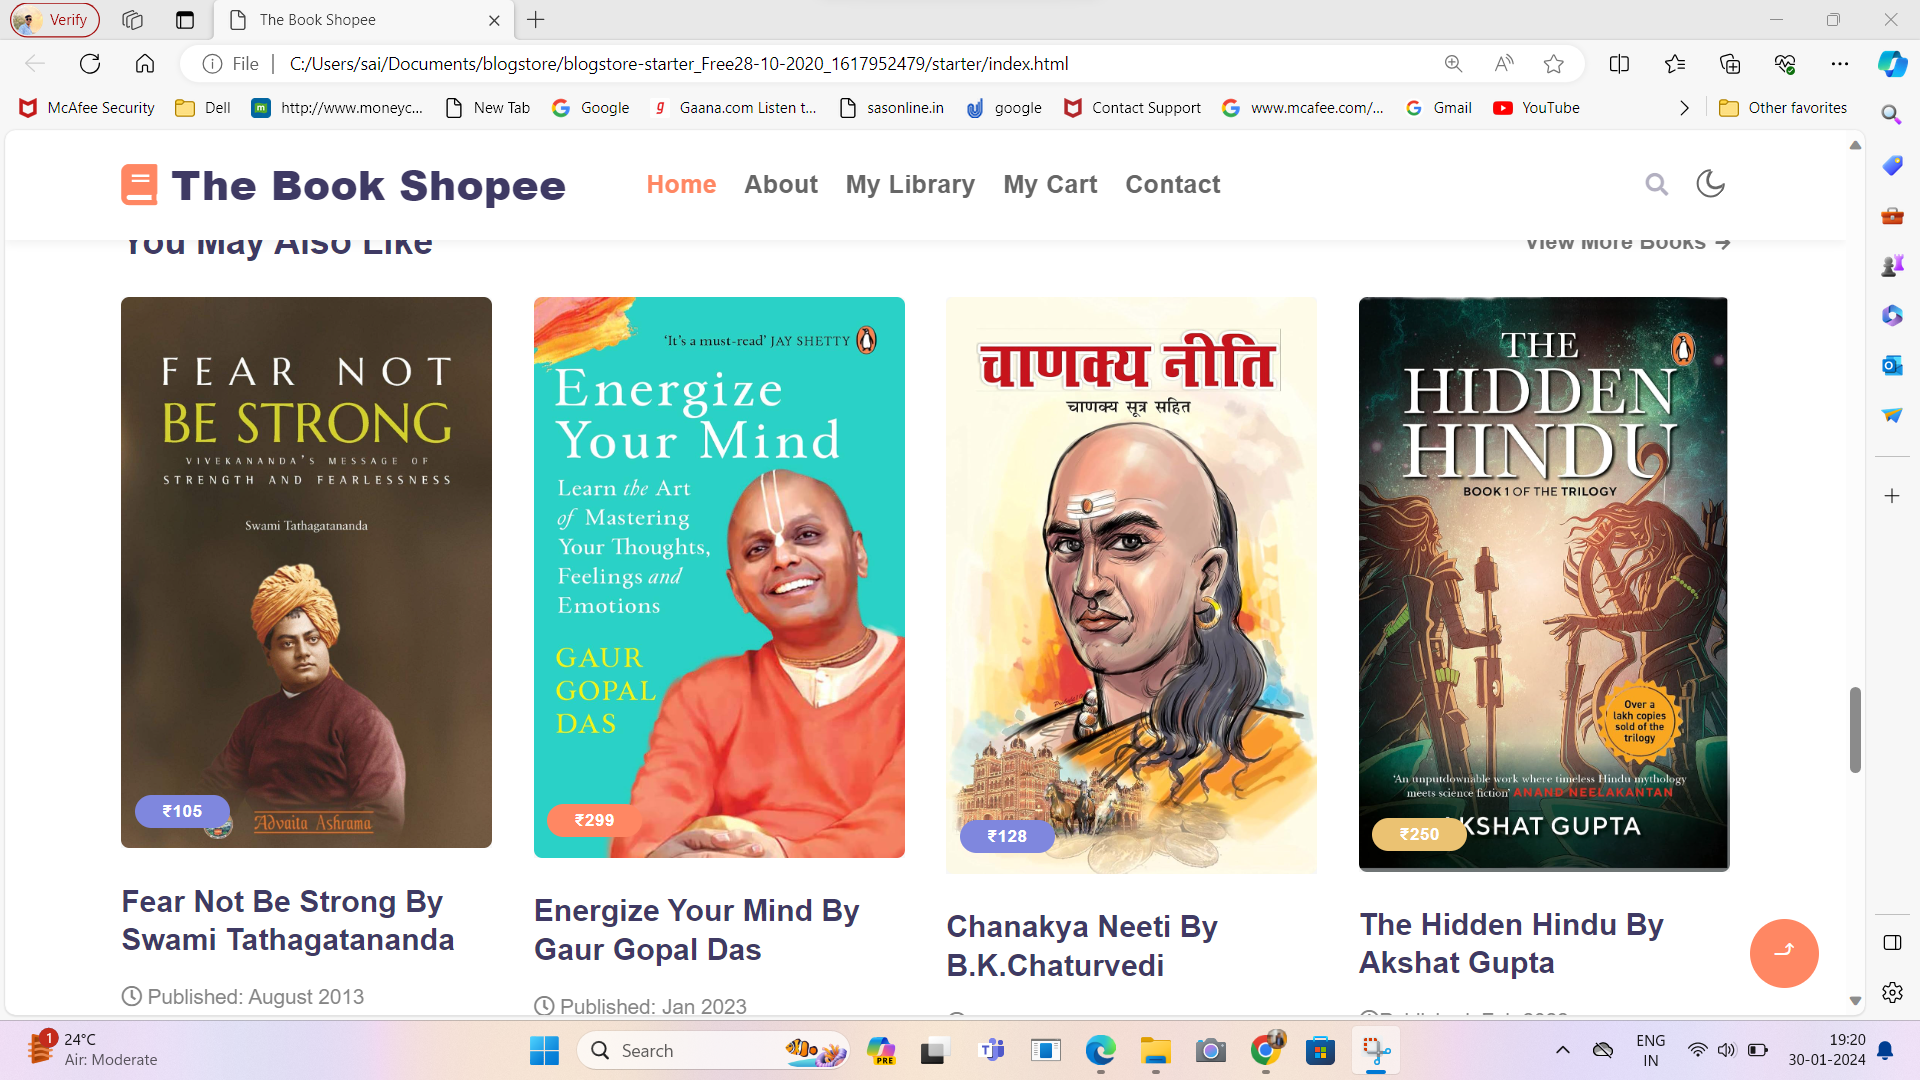 Verify
The Book Shopee
File
C:/Users/sai/Documents/blogstore/blogstore-starter_Free28-10-2020_1617952479/starter/index.html
McAfee Security
Dell
http://www.moneyc...
New Tab
Google
Gaana.com Listen t...
sasonline.in
google
Contact Support
www.mcafee.com/...
Gmail
YouTube
Other favorites
The Book Shopee
Home
About
My Library
My Cart
Contact
You May Also Like
View More Books →
FEAR NOT
BE STRONG
VIVEKANANDA'S MESSAGE OF
STRENGTH AND FEARLESSNESS
Swami Tathagatananda
₹105
Advaita Ashrama
'It's a must-read' JAY SHETTY
Energize
Your Mind
Learn the Art
of Mastering
Your Thoughts,
Feelings and
Emotions
GAUR
GOPAL
DAS
₹299
चाणक्य नीति
चाणक्य सूत्र सहित
₹128
THE
HIDDEN
HINDU
BOOK 1 OF THE TRILOGY
Over a
lakh copies
sold of the
trilogy
'An unputdownable work where timeless Hindu mythology
meets science fiction' ANAND NEELAKANTAN
₹250
KSHAT GUPTA
Fear Not Be Strong By
Swami Tathagatananda
Published: August 2013
Energize Your Mind By
Gaur Gopal Das
Published: Jan 2023
Chanakya Neeti By
B.K.Chaturvedi
The Hidden Hindu By
Akshat Gupta
1
24°C
Air: Moderate
Search
PRE
ENG
IN
19:20
30-01-2024